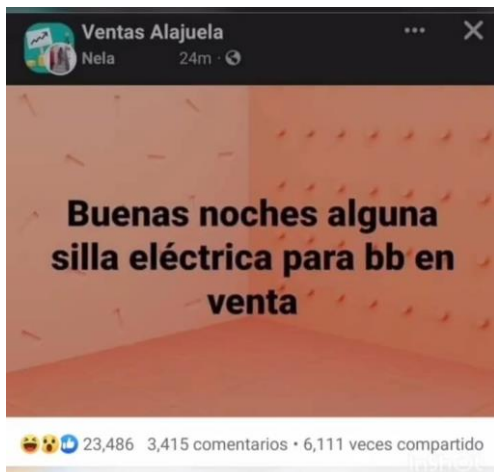 Ventas Alajuela
Nela 24m ·
Buenas noches alguna
silla eléctrica para bb en
venta
23,486 3,415 comentarios • 6,111 veces compartido
InShOt